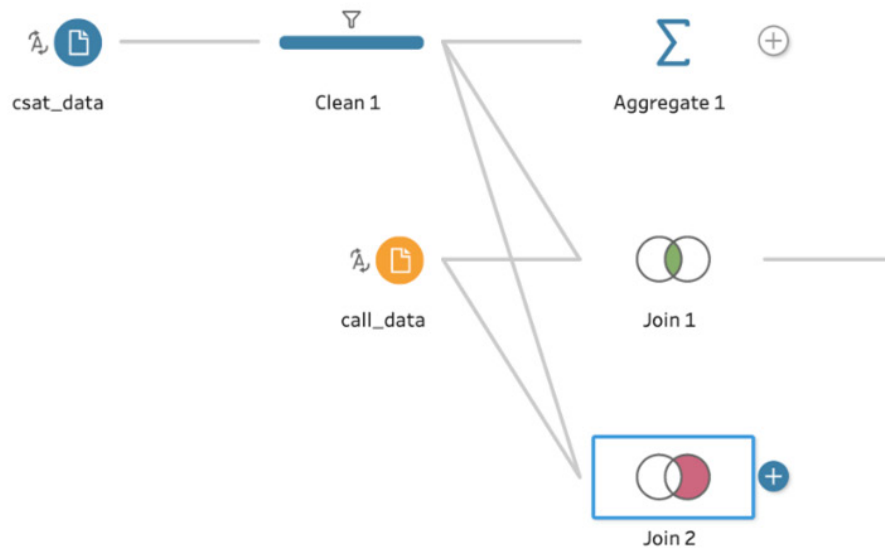 csat_data
Clean 1
Aggregate 1
call_data
Join 1
Join 2